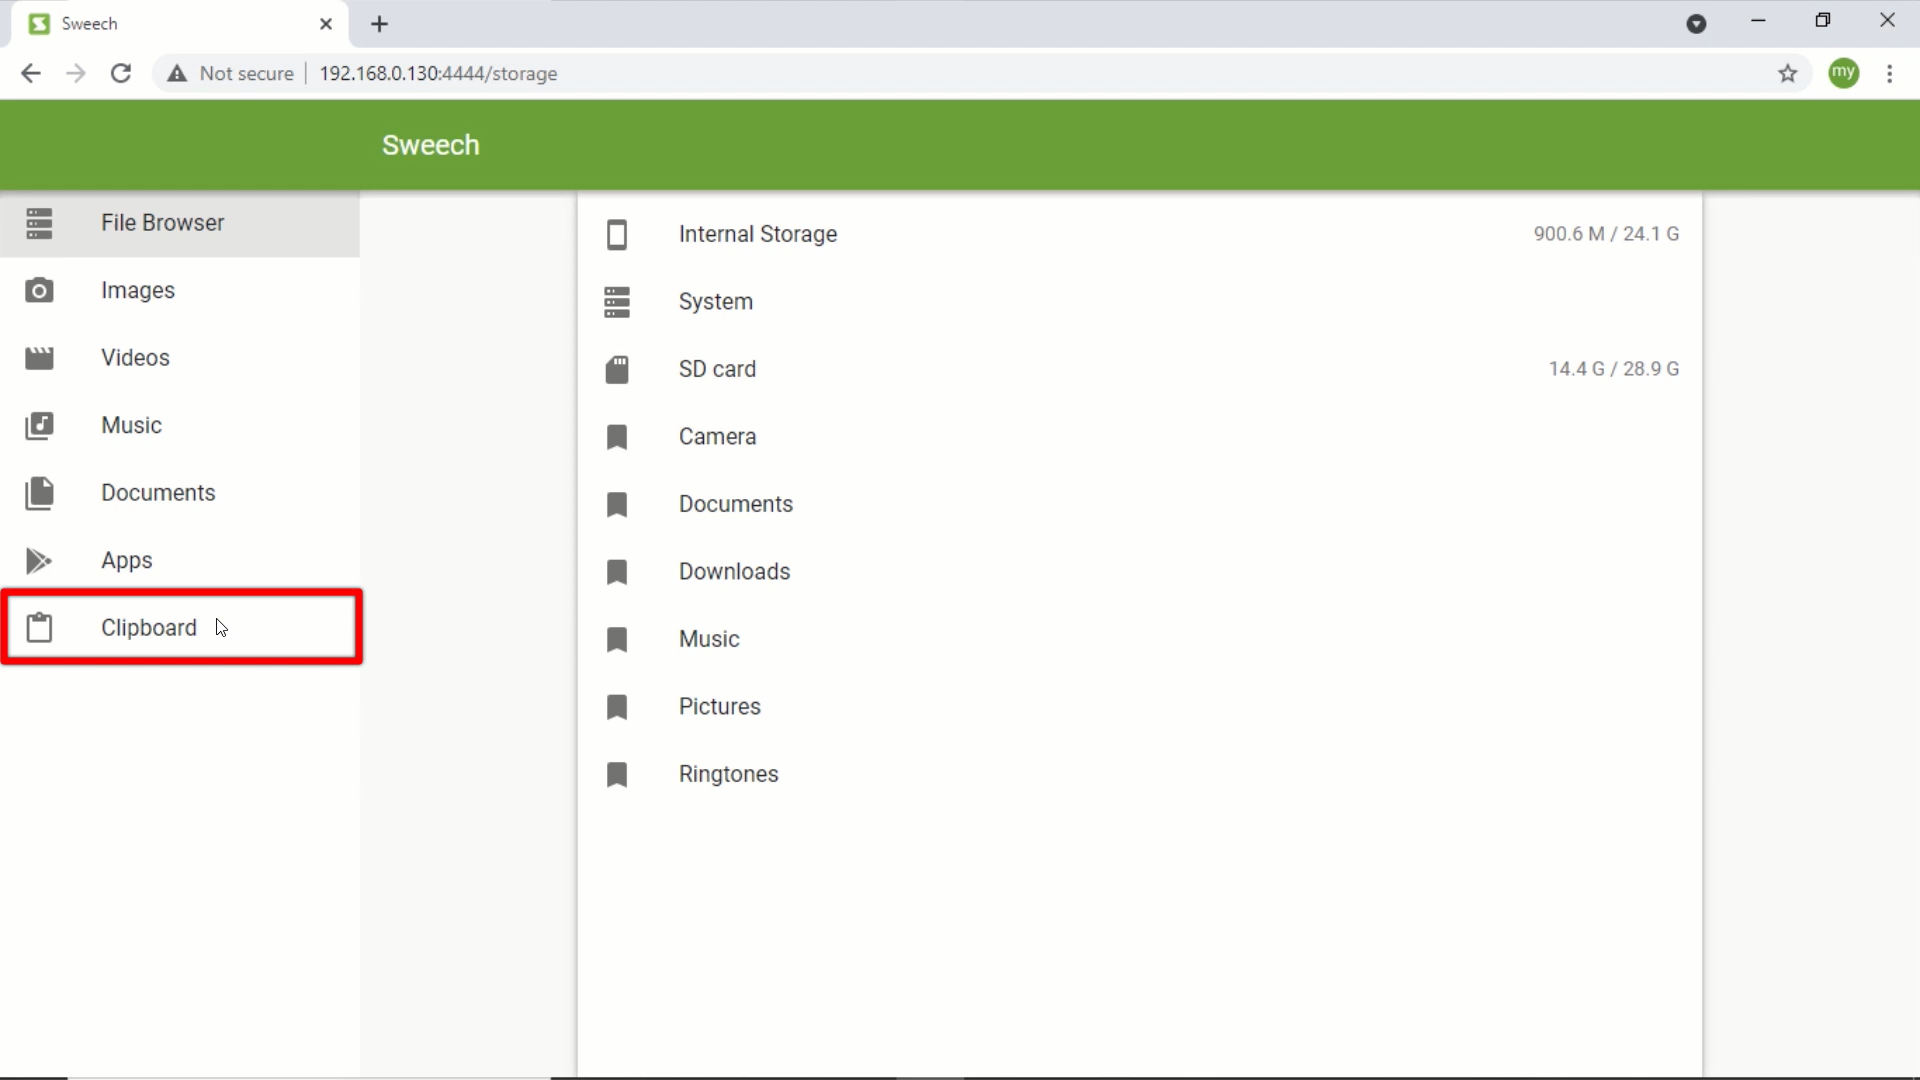 Sweech
Not secure
192.168.0.130:4444/storage
my
Sweech
File Browser
Images
Videos
Music
Documents
Apps
Clipboard
Internal Storage 900.6 M / 24.1 G
System
SD card 14.4 G / 28.9 G
Camera
Documents
Downloads
Music
Pictures
Ringtones